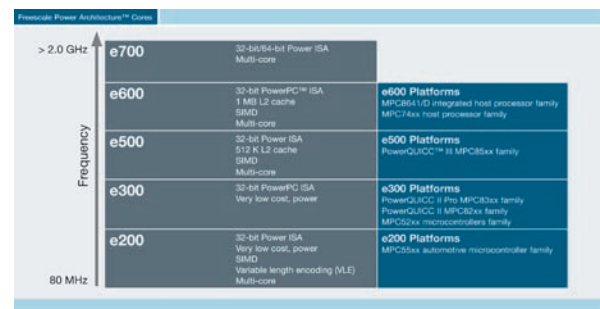 Freescale Power Architecture™ Cores
> 2.0 GHz
Frequency
80 MHz
e700
32-bit/64-bit Power ISA
Multi-core
e600
32-bit PowerPC™ ISA
1 MB L2 cache
SIMD
Multi-core
e600 Platforms
MPC8641/D integrated host processor family
MPC74xx host processor family
e500
32-bit Power ISA
512 K L2 cache
SIMD
Multi-core
e500 Platforms
PowerQUICC™ III MPC85xx family
e300
32-bit PowerPC ISA
Very low cost, power
e300 Platforms
PowerQUICC II Pro MPC83xx family
PowerQUICC II MPC82xx family
MPC52xx microcontrollers family
e200
32-bit Power ISA
Very low cost, power
SIMD
Variable length encoding (VLE)
Multi-core
e200 Platforms
MPC55xx automotive microcontroller family